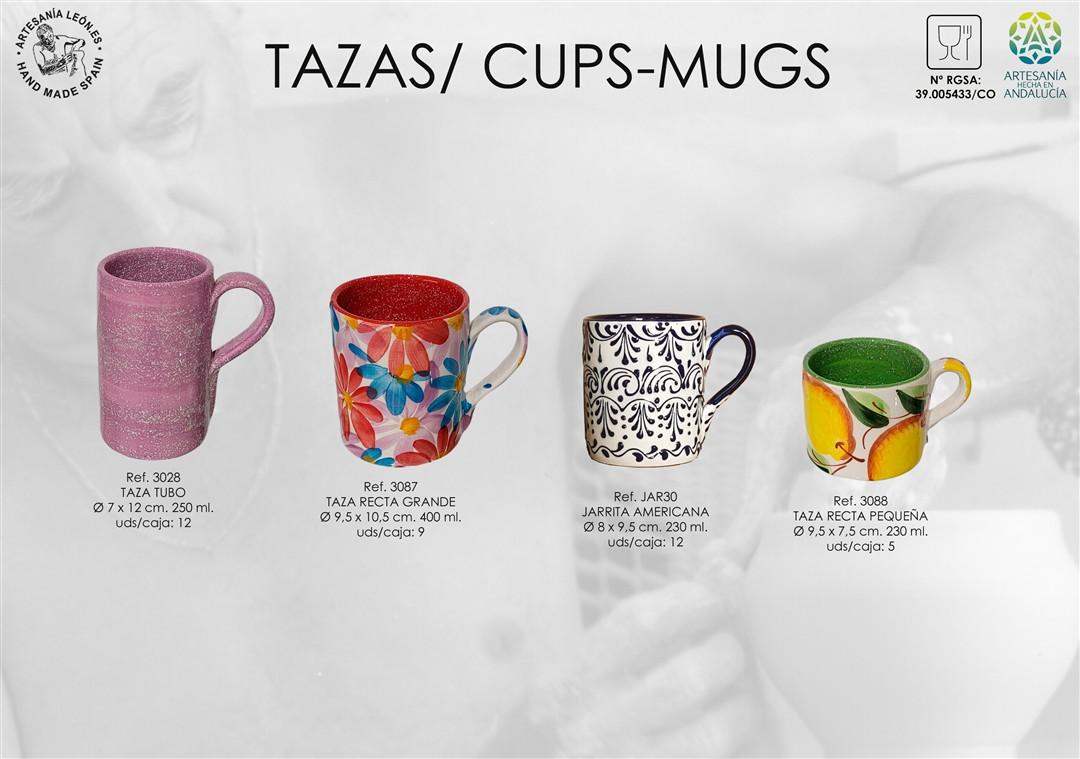 ARTESANÍA LEÓN.ES
HAND MADE SPAIN
TAZAS/ CUPS-MUGS
Nº RGSA:
39.005433/CO
ARTESANÍA
HECHA EN
ANDALUCÍA
Ref. 3028
TAZA TUBO
Ø 7 x 12 cm. 250 ml.
uds/caja: 12
Ref. 3087
TAZA RECTA GRANDE
Ø 9,5 x 10,5 cm. 400 ml.
uds/caja: 9
Ref. JAR30
JARRITA AMERICANA
Ø 8 x 9,5 cm. 230 ml.
uds/caja: 12
Ref. 3088
TAZA RECTA PEQUEÑA
Ø 9,5 x 7,5 cm. 230 ml.
uds/caja: 5